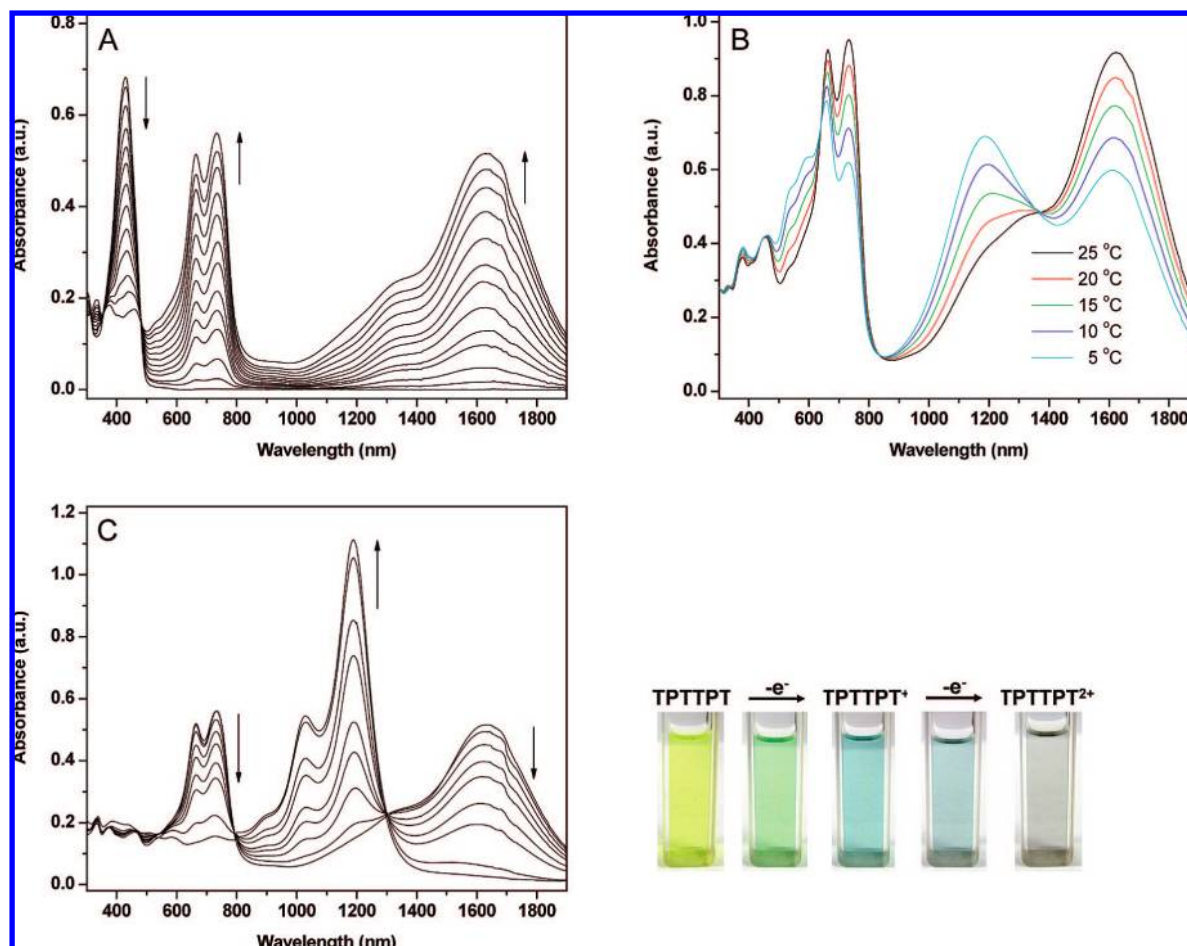 A
Absorbance (a.u.)
0.8
0.6
0.4
0.2
0.0
400 600 800 1000 1200 1400 1600 1800
Wavelength (nm)
B
Absorbance (a.u.)
1.0
0.8
0.6
0.4
0.2
0.0
25 °C
20 °C
15 °C
10 °C
5 °C
400 600 800 1000 1200 1400 1600 1800
Wavelength (nm)
C
Absorbance (a.u.)
1.2
1.0
0.8
0.6
0.4
0.2
0.0
400 600 800 1000 1200 1400 1600 1800
Wavelength (nm)
TPTTPT -e⁻ TPTTPT⁺ -e⁻ TPTTPT²⁺